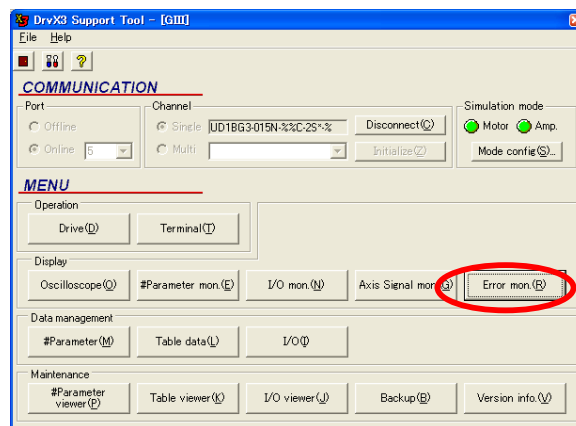 DrvX3 Support Tool - [GIII]
File Help
COMMUNICATION
Port
Offline
Online 5
Channel
Single UD1BG3-015N-%%C-2S*-%
Multi
Disconnect(C)
Initialize(Z)
Simulation mode
Motor Amp.
Mode config(S)...
MENU
Operation
Drive(D) Terminal(T)
Display
Oscilloscope(O) #Parameter mon.(E) I/O mon.(N) Axis Signal mon.(G) Error mon.(R)
Data management
#Parameter(M) Table data(L) I/O(I)
Maintenance
#Parameter
viewer(P) Table viewer(K) I/O viewer(J) Backup(B) Version info.(V)